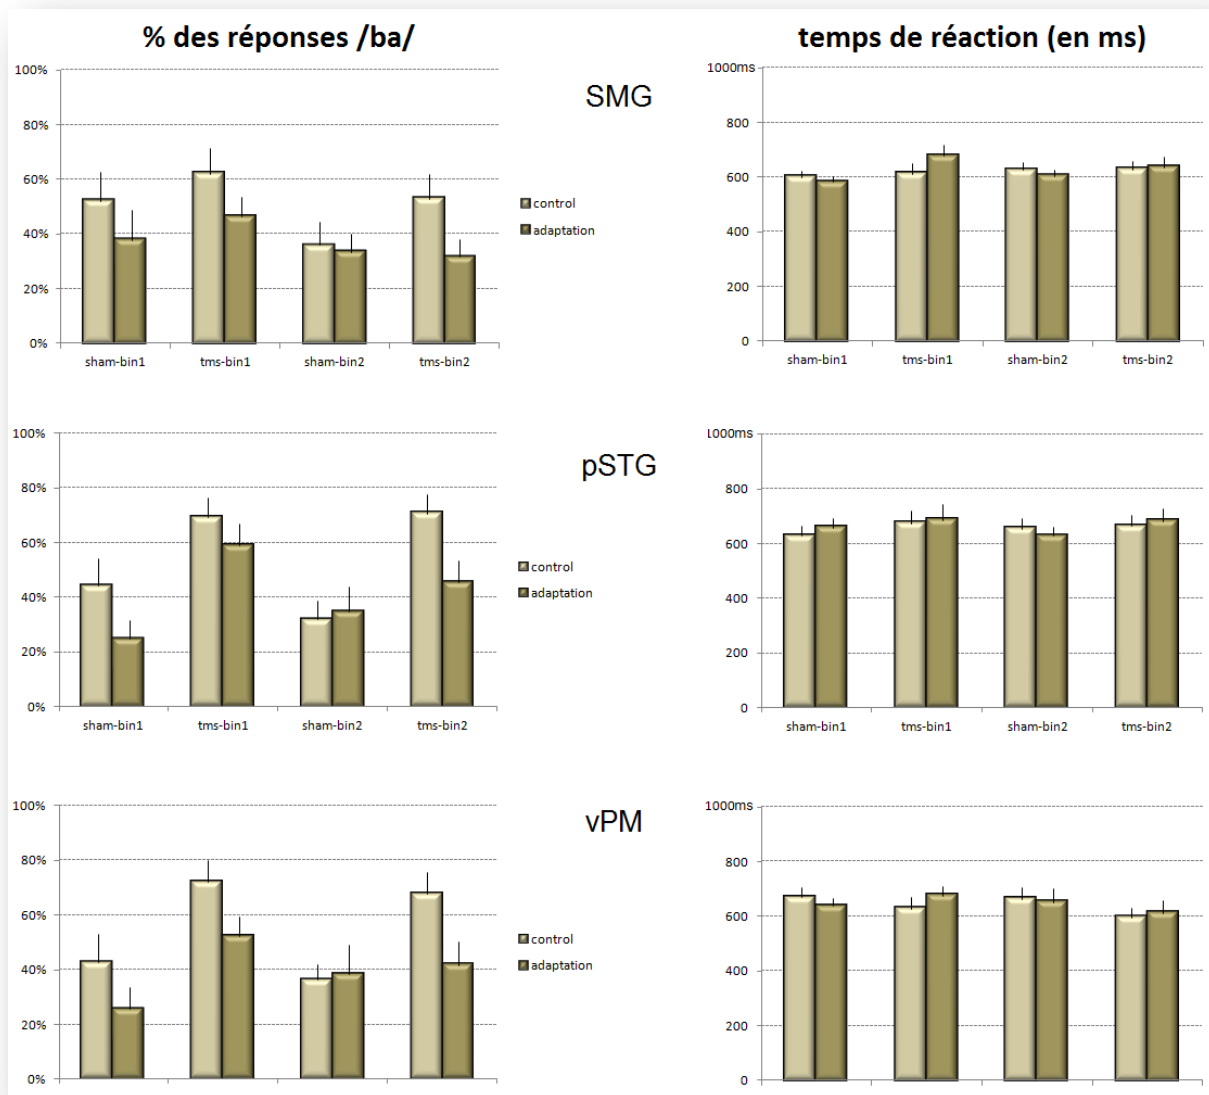 % des réponses /ba/
temps de réaction (en ms)
SMG
100%
80%
60%
40%
20%
0%
sham-bin1
tms-bin1
sham-bin2
tms-bin2
control
adaptation
1000ms
800
600
400
200
0
sham-bin1
tms-bin1
sham-bin2
tms-bin2
pSTG
100%
80%
60%
40%
20%
0%
sham-bin1
tms-bin1
sham-bin2
tms-bin2
control
adaptation
1000ms
800
600
400
200
0
sham-bin1
tms-bin1
sham-bin2
tms-bin2
vPM
100%
80%
60%
40%
20%
0%
control
adaptation
1000ms
800
600
400
200
0